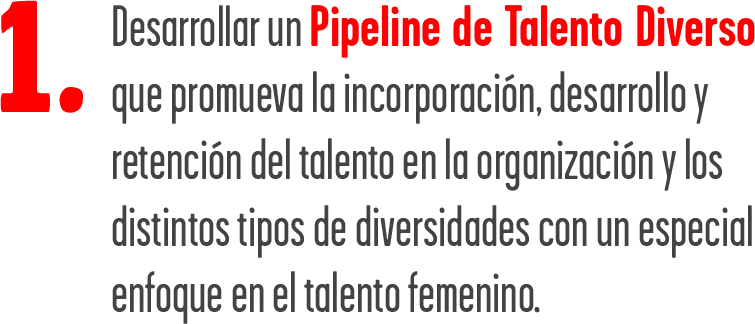 1. Desarrollar un Pipeline de Talento Diverso
que promueva la incorporación, desarrollo y
retención del talento en la organización y los
distintos tipos de diversidades con un especial
enfoque en el talento femenino.